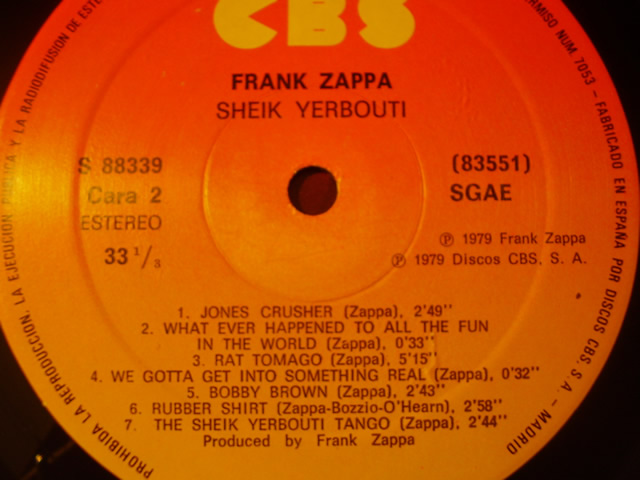 CBS
FRANK ZAPPA
SHEIK YERBOUTI
S 88339
Cara 2
ESTEREO
33 1/3
(83551)
SGAE
Ⓟ 1979 Frank Zappa
Ⓟ 1979 Discos CBS, S. A.
1. JONES CRUSHER (Zappa), 2'49''
2. WHAT EVER HAPPENED TO ALL THE FUN
IN THE WORLD (Zappa), 0'33''
3. RAT TOMAGO (Zappa), 5'15''
4. WE GOTTA GET INTO SOMETHING REAL (Zappa), 0'32''
5. BOBBY BROWN (Zappa), 2'43''
6. RUBBER SHIRT (Zappa-Bozzio-O'Hearn), 2'58''
7. THE SHEIK YERBOUTI TANGO (Zappa), 2'44''
Produced by Frank Zappa
PROHIBIDA LA REPRODUCCION, LA EJECUCION PUBLICA Y LA RADIODIFUSION DE ESTE
PERMISO NUM. 7053 – FABRICADO EN ESPAÑA POR DISCOS CBS, S. A. – MADRID